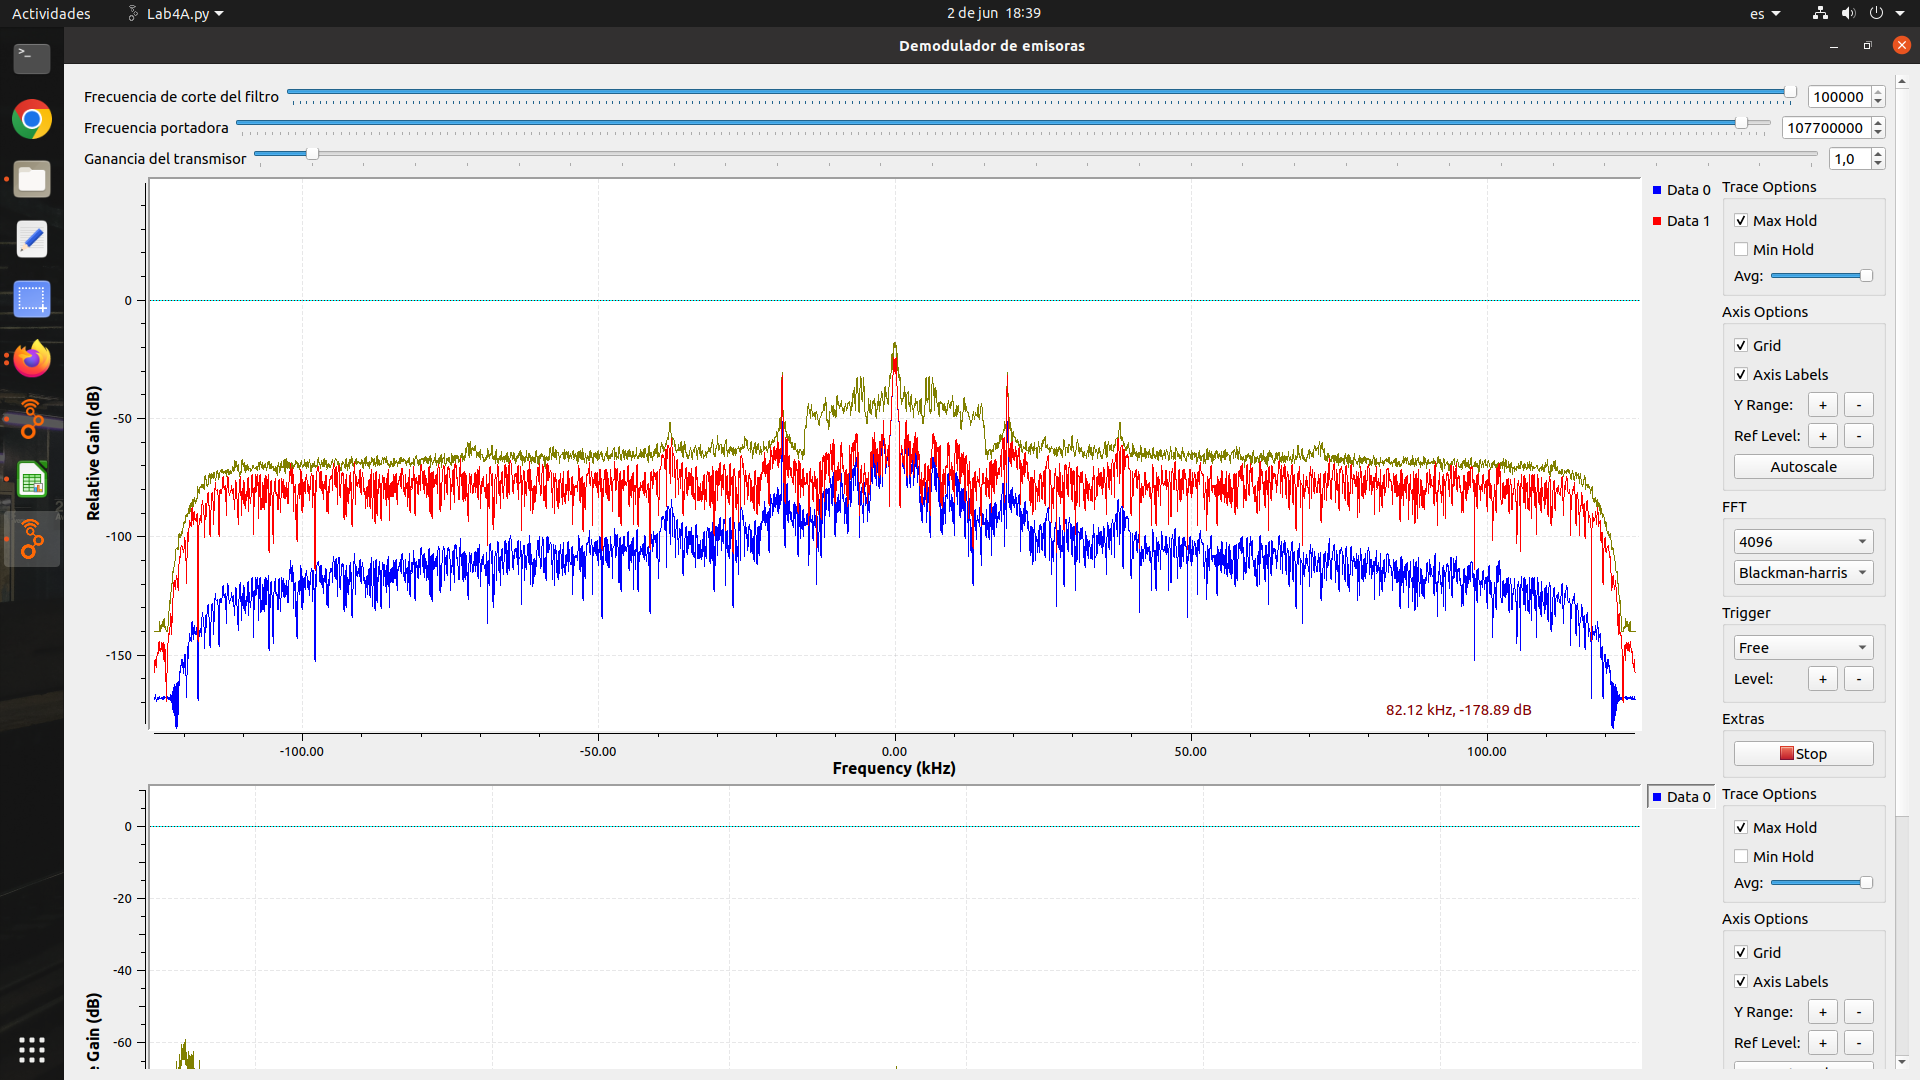 Actividades
Lab4A.py
2 de jun 18:39
es
Demodulador de emisoras
Frecuencia de corte del filtro
100000
Frecuencia portadora
107700000
Ganancia del transmisor
1,0
Relative Gain (dB)
0
-50
-100
-150
82.12 kHz, -178.89 dB
-100.00
-50.00
0.00
50.00
100.00
Frequency (kHz)
Data 0
Data 1
Trace Options
Max Hold
Min Hold
Avg:
Axis Options
Grid
Axis Labels
Y Range: + -
Ref Level: + -
Autoscale
FFT
4096
Blackman-harris
Trigger
Free
Level: + -
Extras
Stop
e Gain (dB)
0
-20
-40
-60
Data 0
Trace Options
Max Hold
Min Hold
Avg:
Axis Options
Grid
Axis Labels
Y Range: + -
Ref Level: + -